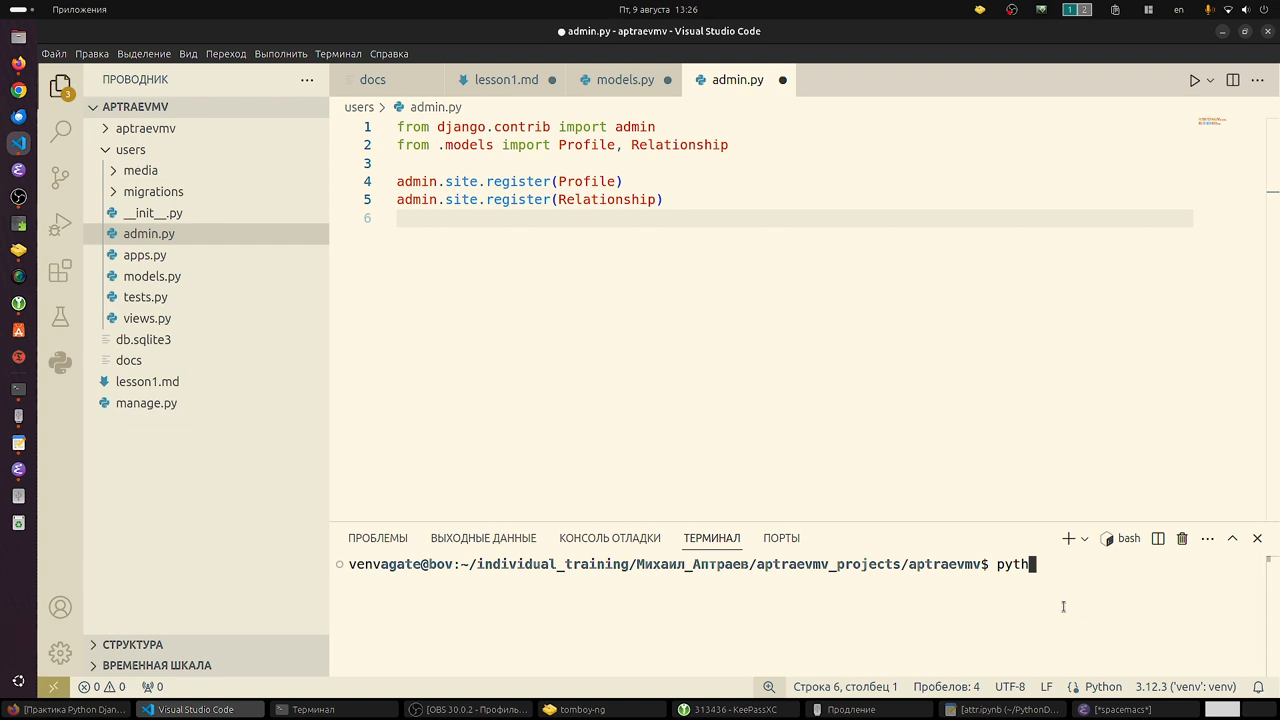 Приложения
Пт, 9 августа 13:26
1 2
en
admin.py - aptraevmv - Visual Studio Code
Файл Правка Выделение Вид Переход Выполнить Терминал Справка
ПРОВОДНИК
docs
lesson1.md
models.py
admin.py
3
APTRAEVMV
aptraevmv
users
media
migrations
__init__.py
admin.py
apps.py
models.py
tests.py
views.py
db.sqlite3
docs
lesson1.md
manage.py
СТРУКТУРА
ВРЕМЕННАЯ ШКАЛА
users > admin.py
1 from django.contrib import admin
2 from .models import Profile, Relationship
3
4 admin.site.register(Profile)
5 admin.site.register(Relationship)
6
ПРОБЛЕМЫ ВЫХОДНЫЕ ДАННЫЕ КОНСОЛЬ ОТЛАДКИ ТЕРМИНАЛ ПОРТЫ
bash
venvagate@bov:~/individual_training/Михаил_Аптраев/aptraevmv_projects/aptraevmv$ pyth
0 0 0
Строка 6, столбец 1 Пробелов: 4 UTF-8 LF Python 3.12.3 ('venv': venv)
[Практика Python Djan... Visual Studio Code Терминал [OBS 30.0.2 - Профиль... tomboy-ng 313436 - KeePassXC Продление [attr.ipynb (~/PythonD... [*spacemacs*]